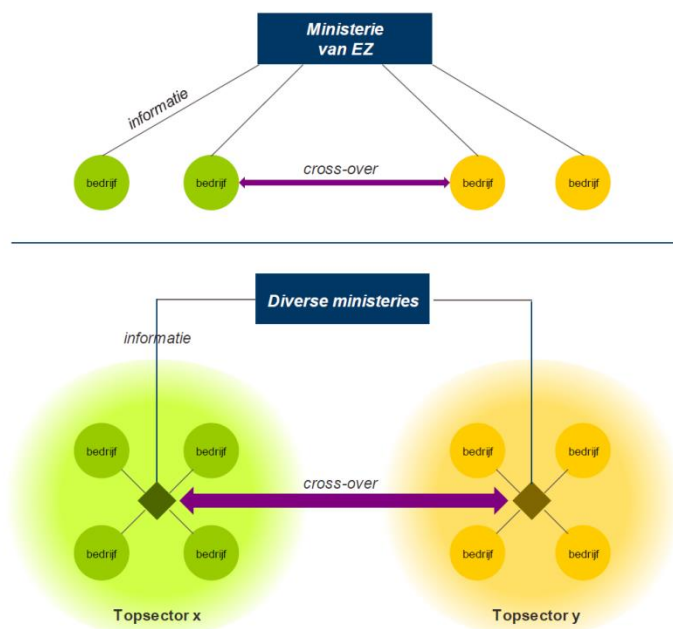 Ministerie
van EZ
informatie
cross-over
bedrijf
bedrijf
bedrijf
bedrijf
Diverse ministeries
informatie
bedrijf
bedrijf
bedrijf
bedrijf
cross-over
bedrijf
bedrijf
bedrijf
bedrijf
Topsector x
Topsector y